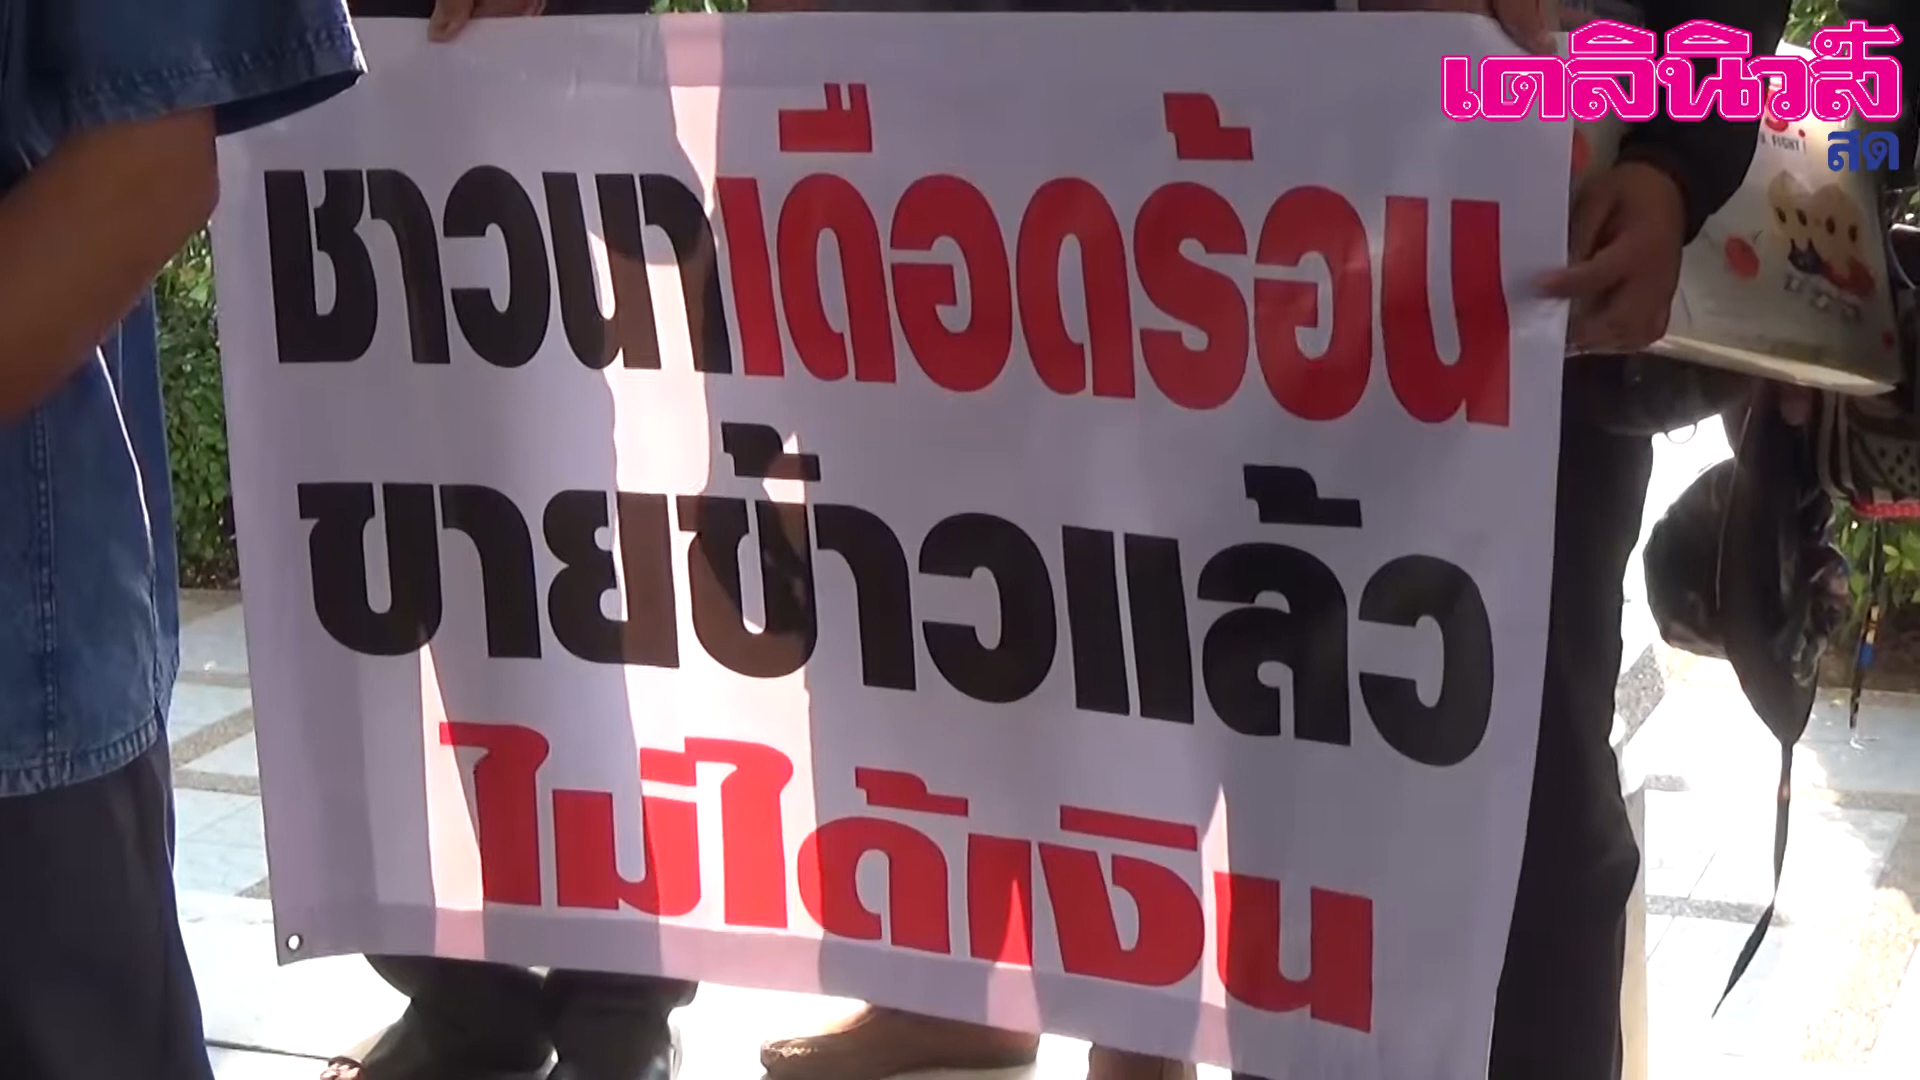 เดลินิวส์
สด
ชาวนาเดือดร้อน
ขายข้าวแล้ว
ไม่ได้เงิน